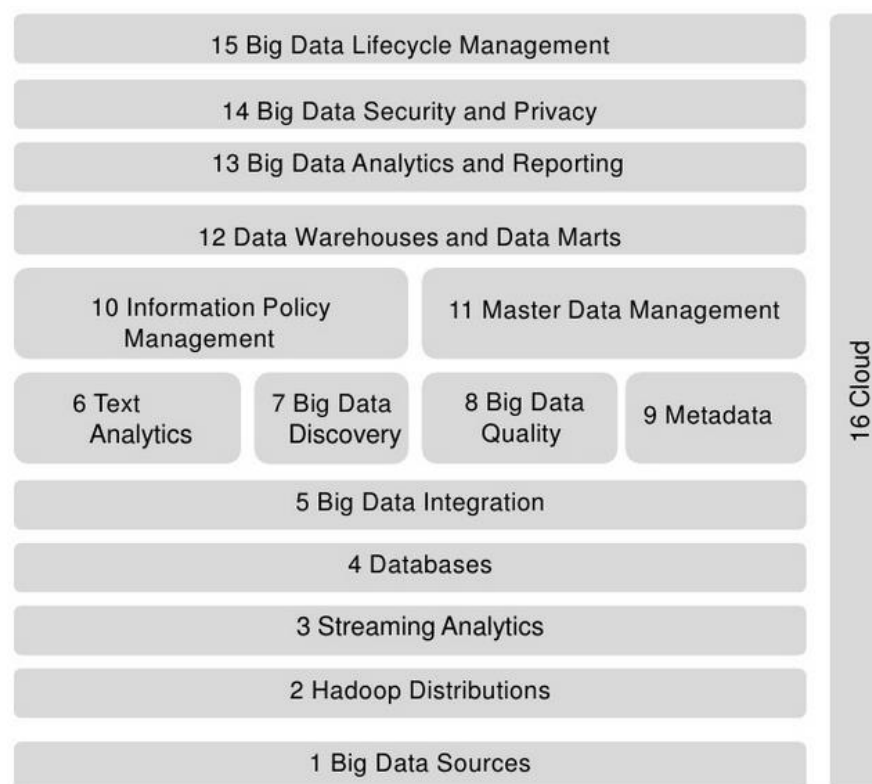 15 Big Data Lifecycle Management
14 Big Data Security and Privacy
13 Big Data Analytics and Reporting
12 Data Warehouses and Data Marts
10 Information Policy
Management
11 Master Data Management
6 Text
Analytics
7 Big Data
Discovery
8 Big Data
Quality
9 Metadata
5 Big Data Integration
4 Databases
3 Streaming Analytics
2 Hadoop Distributions
1 Big Data Sources
16 Cloud